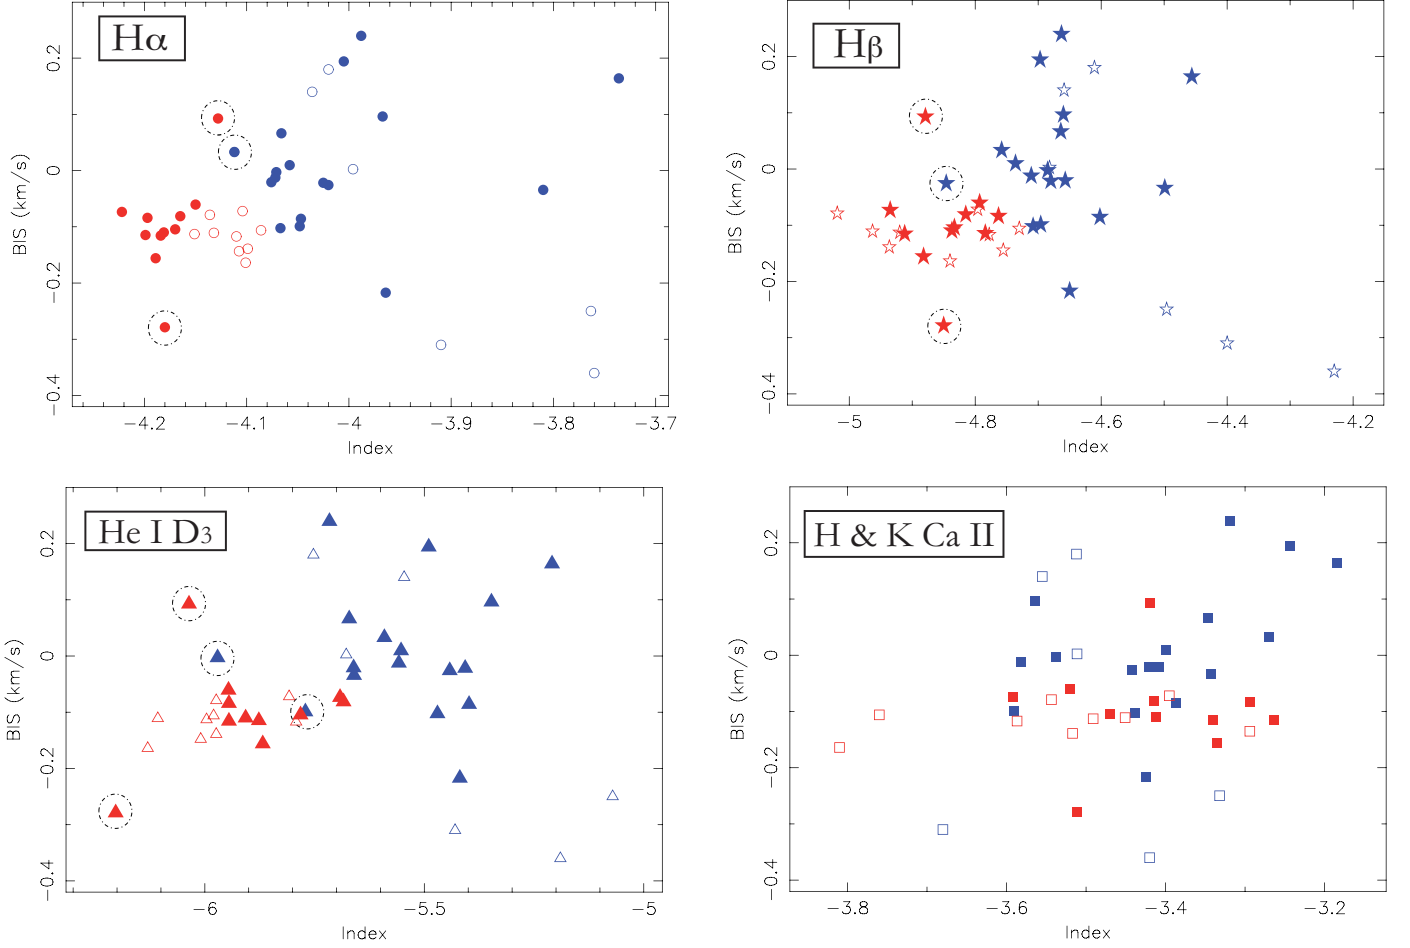 Hα
0.2
0
−0.2
−0.4
BIS (km/s)
−4.2 −4.1 −4 −3.9 −3.8 −3.7
Index
Hβ
0.2
0
−0.2
−0.4
BIS (km/s)
−5 −4.8 −4.6 −4.4 −4.2
Index
He I D3
0.2
0
−0.2
−0.4
BIS (km/s)
−6 −5.5 −5
Index
H & K Ca II
0.2
0
−0.2
−0.4
BIS (km/s)
−3.8 −3.6 −3.4 −3.2
Index